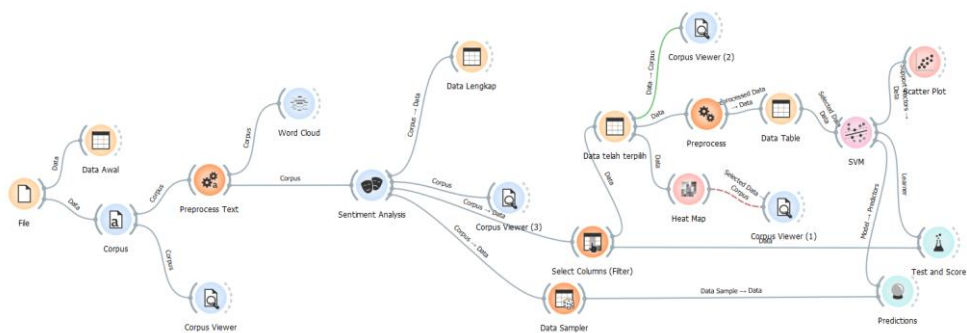 File
Data
Data Awal
Data
Corpus
Corpus
Corpus
Corpus Viewer
Preprocess Text
Corpus
Word Cloud
Corpus
Sentiment Analysis
Corpus → Data
Data Lengkap
Corpus
Corpus Viewer (3)
Corpus → Data
Select Columns (Filter)
Corpus → Data
Data Sampler
Data
Data telah terpilih
Data → Corpus
Corpus Viewer (2)
Data
Preprocess
Data
Heat Map
Selected Data
Corpus
Corpus Viewer (1)
processed Data
→ Data
Data Table
Selected Data
Data
SVM
Support Vectors →
Data
Scatter Plot
Learner
Model → Predictors
Data
Test and Score
Data Sample → Data
Predictions